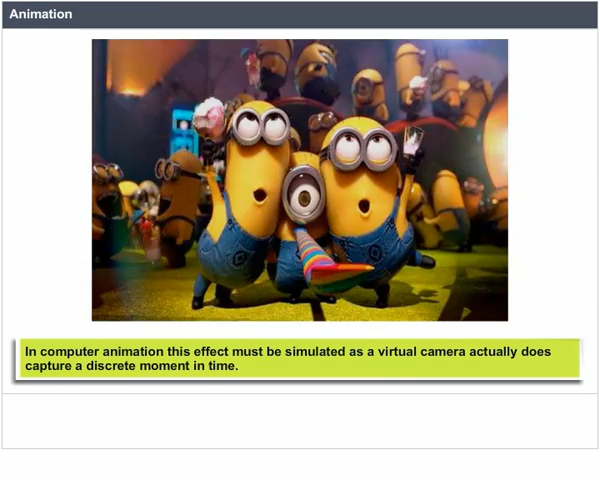 Animation
In computer animation this effect must be simulated as a virtual camera actually does
capture a discrete moment in time.